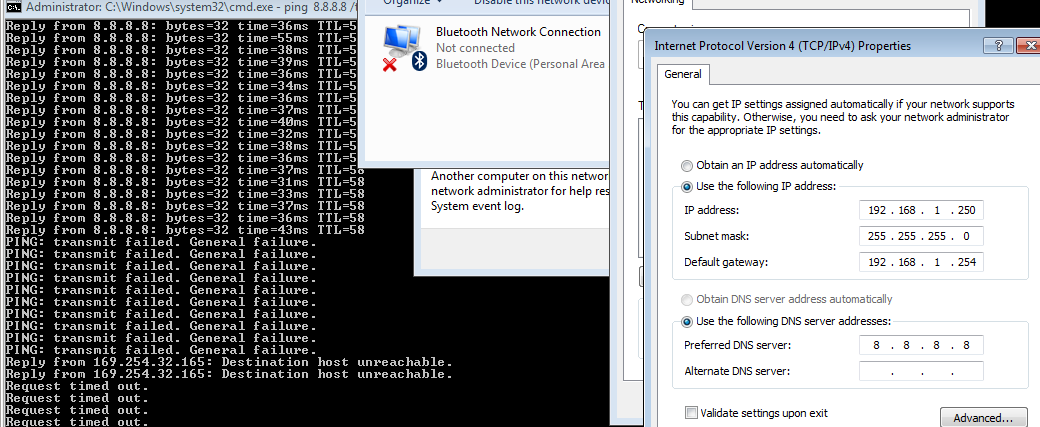 Administrator: C:\Windows\system32\cmd.exe - ping 8.8.8.8 /
Reply from 8.8.8.8: bytes=32 time=36ms TTL=5
Reply from 8.8.8.8: bytes=32 time=55ms TTL=5
Reply from 8.8.8.8: bytes=32 time=38ms TTL=5
Reply from 8.8.8.8: bytes=32 time=39ms TTL=5
Reply from 8.8.8.8: bytes=32 time=36ms TTL=5
Reply from 8.8.8.8: bytes=32 time=34ms TTL=5
Reply from 8.8.8.8: bytes=32 time=36ms TTL=5
Reply from 8.8.8.8: bytes=32 time=37ms TTL=5
Reply from 8.8.8.8: bytes=32 time=40ms TTL=5
Reply from 8.8.8.8: bytes=32 time=32ms TTL=5
Reply from 8.8.8.8: bytes=32 time=38ms TTL=5
Reply from 8.8.8.8: bytes=32 time=36ms TTL=5
Reply from 8.8.8.8: bytes=32 time=37ms TTL=58
Reply from 8.8.8.8: bytes=32 time=31ms TTL=58
Reply from 8.8.8.8: bytes=32 time=33ms TTL=58
Reply from 8.8.8.8: bytes=32 time=37ms TTL=58
Reply from 8.8.8.8: bytes=32 time=36ms TTL=58
Reply from 8.8.8.8: bytes=32 time=43ms TTL=58
PING: transmit failed. General failure.
PING: transmit failed. General failure.
PING: transmit failed. General failure.
PING: transmit failed. General failure.
PING: transmit failed. General failure.
PING: transmit failed. General failure.
PING: transmit failed. General failure.
PING: transmit failed. General failure.
PING: transmit failed. General failure.
PING: transmit failed. General failure.
Reply from 169.254.32.165: Destination host unreachable.
Reply from 169.254.32.165: Destination host unreachable.
Request timed out.
Request timed out.
Request timed out.
Request timed out.
Organize
Disable this network devic
Bluetooth Network Connection
Not connected
Bluetooth Device (Personal Area
Another computer on this networ
network administrator for help res
System event log.
Networking
Internet Protocol Version 4 (TCP/IPv4) Properties
General
You can get IP settings assigned automatically if your network supports
this capability. Otherwise, you need to ask your network administrator
for the appropriate IP settings.
Obtain an IP address automatically
Use the following IP address:
IP address: 192 . 168 . 1 . 250
Subnet mask: 255 . 255 . 255 . 0
Default gateway: 192 . 168 . 1 . 254
Obtain DNS server address automatically
Use the following DNS server addresses:
Preferred DNS server: 8 . 8 . 8 . 8
Alternate DNS server: . . .
Validate settings upon exit
Advanced...